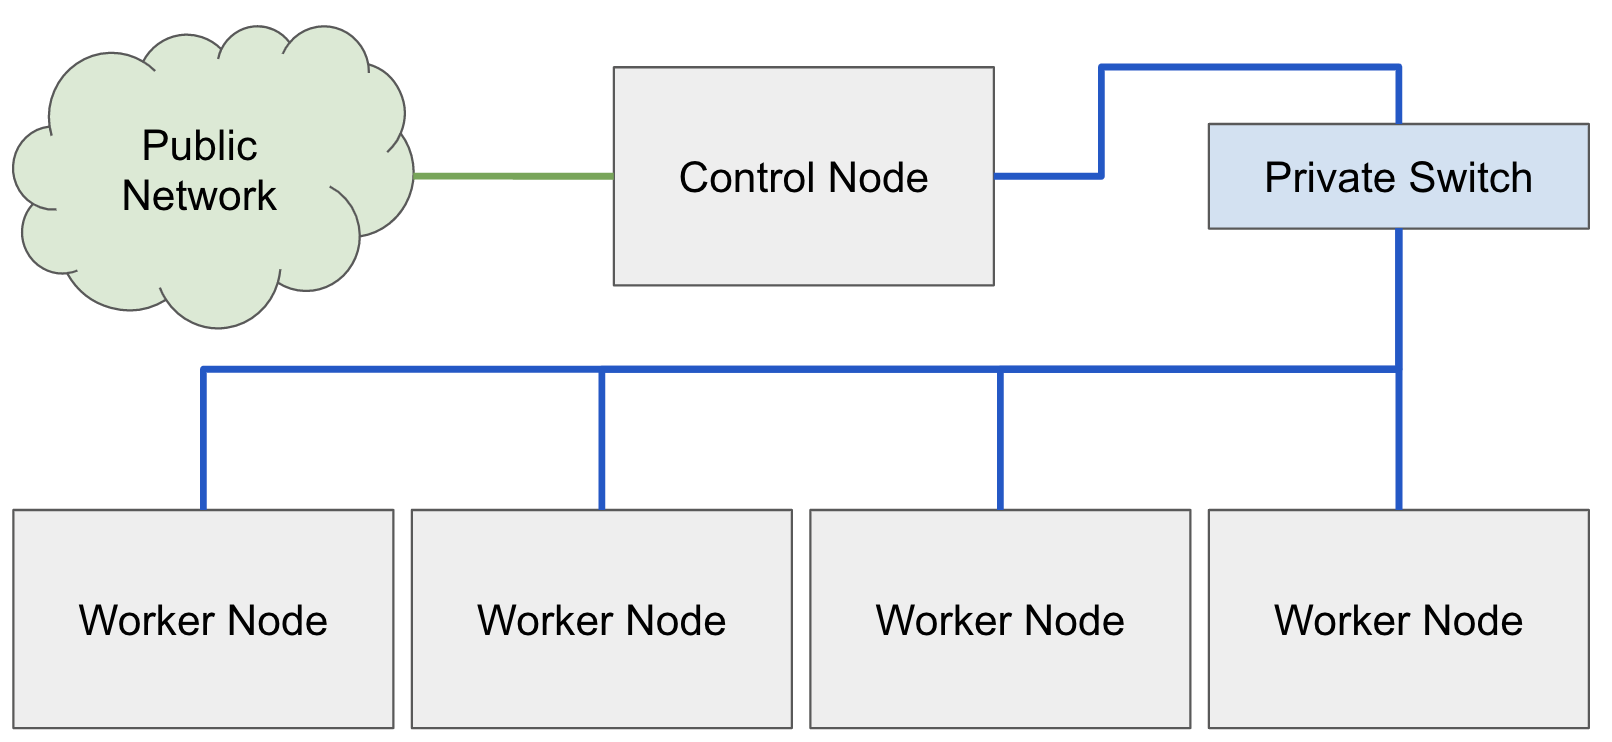 Public
Network
Control Node
Private Switch
Worker Node
Worker Node
Worker Node
Worker Node